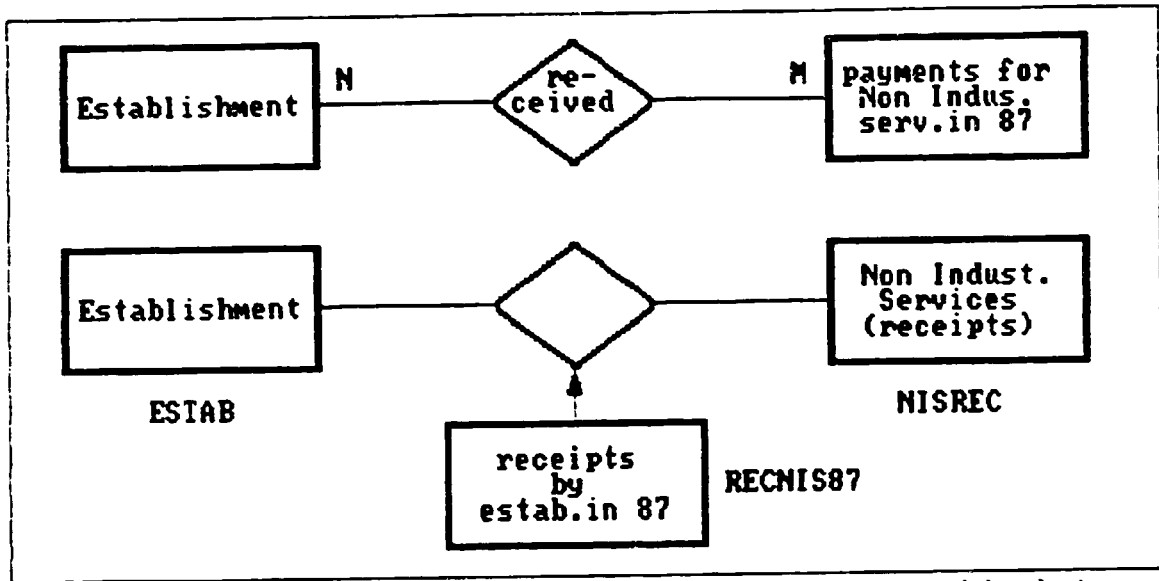 Establishment
N
re-
ceived
M
payments for
Non Indus.
serv.in 87
Establishment
Non Indust.
Services
(receipts)
ESTAB
NISREC
receipts
by
estab.in 87
RECNIS87